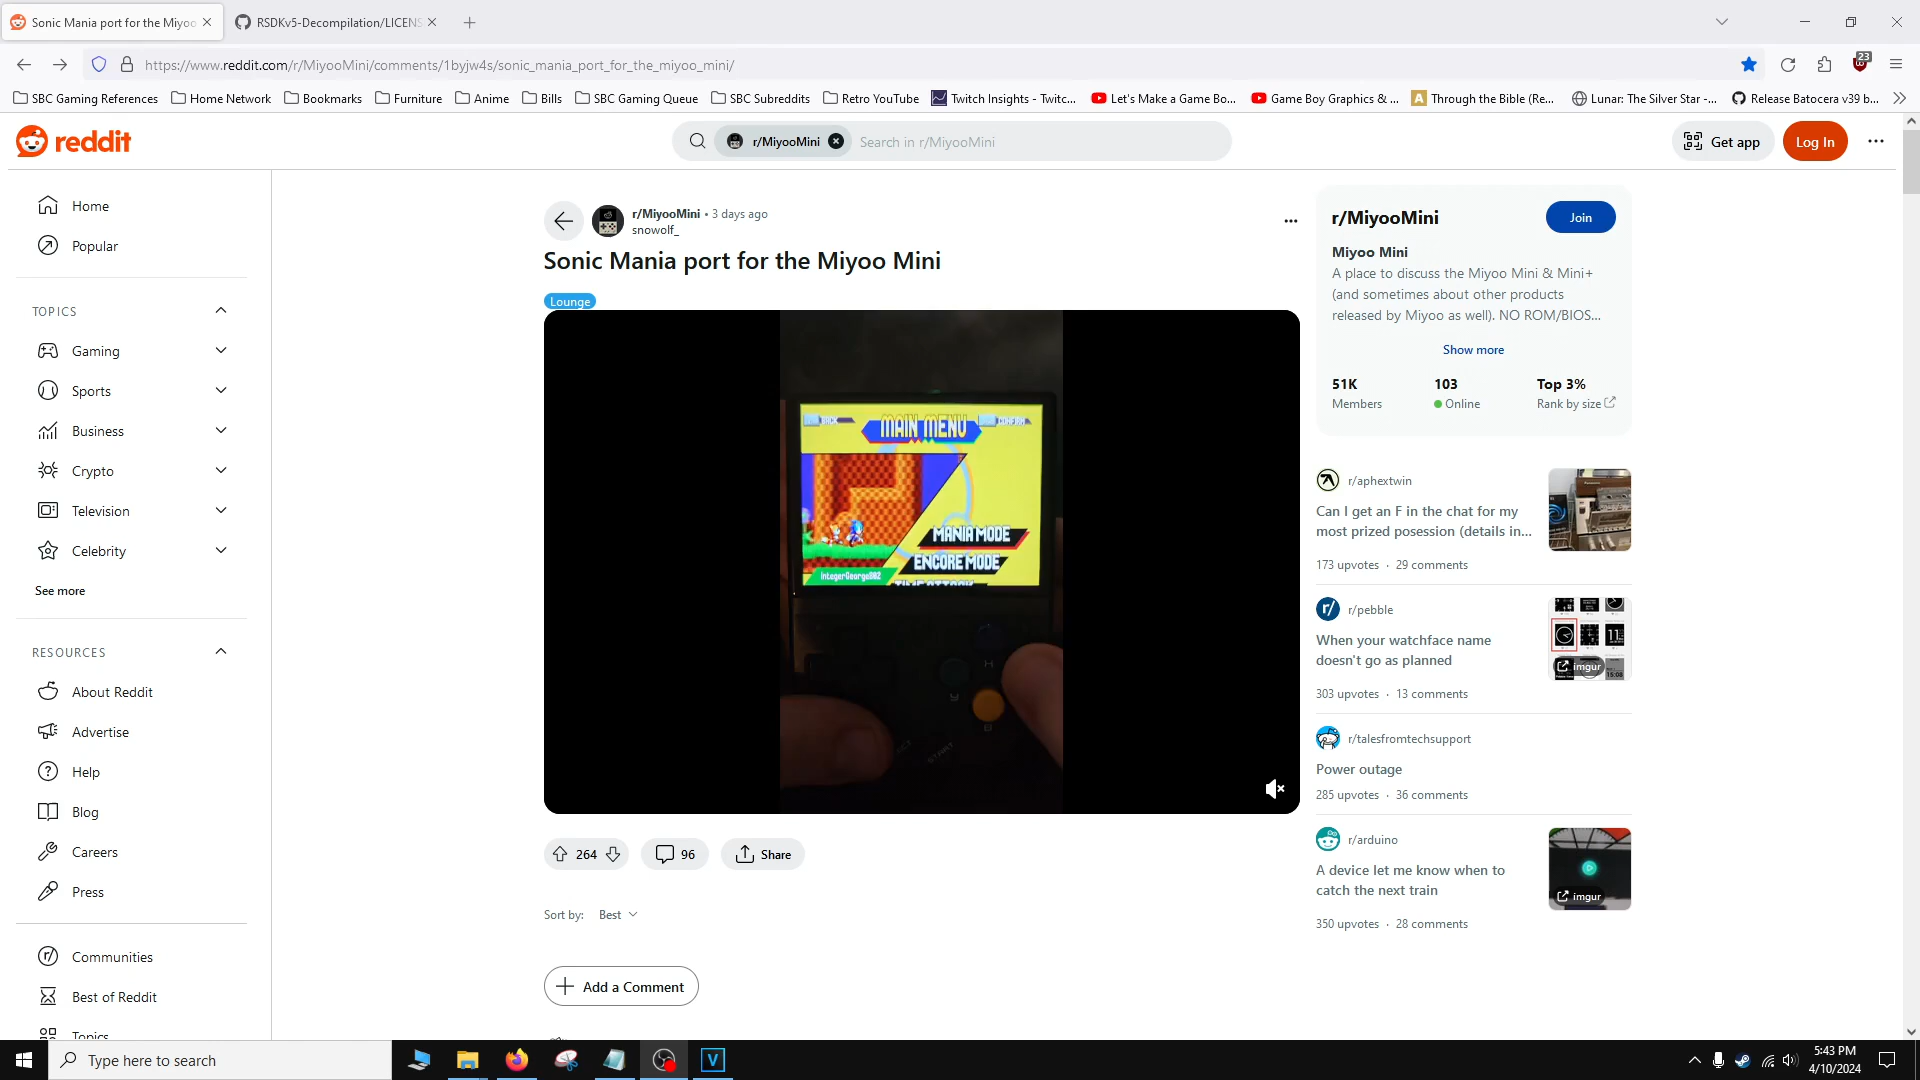 Sonic Mania port for the Miyoo
RSDKv5-Decompilation/LICENS
https://www.reddit.com/r/MiyooMini/comments/1byjw4s/sonic_mania_port_for_the_miyoo_mini/
23
SBC Gaming References
Home Network
Bookmarks
Furniture
Anime
Bills
SBC Gaming Queue
SBC Subreddits
Retro YouTube
Twitch Insights - Twitc...
Let's Make a Game Bo...
Game Boy Graphics & ...
Through the Bible (Re...
Lunar: The Silver Star -...
Release Batocera v39 b...
reddit
r/MiyooMini
Search in r/MiyooMini
Get app
Log In
Home
Popular
TOPICS
Gaming
Sports
Business
Crypto
Television
Celebrity
See more
RESOURCES
About Reddit
Advertise
Help
Blog
Careers
Press
Communities
Best of Reddit
Topics
r/MiyooMini • 3 days ago
snowolf_
Sonic Mania port for the Miyoo Mini
Lounge
BACK
MAIN MENU
CONFIRM
MANIA MODE
ENCORE MODE
TIME ATTACK
IntegerGeorge802
Y
B
START
264
96
Share
Sort by: Best
Add a Comment
r/MiyooMini
Join
Miyoo Mini
A place to discuss the Miyoo Mini & Mini+
(and sometimes about other products
released by Miyoo as well). NO ROM/BIOS...
Show more
51K
Members
103
Online
Top 3%
Rank by size
r/aphextwin
Can I get an F in the chat for my
most prized posession (details in...
173 upvotes · 29 comments
r/pebble
When your watchface name
doesn't go as planned
imgur
303 upvotes · 13 comments
r/talesfromtechsupport
Power outage
285 upvotes · 36 comments
r/arduino
A device let me know when to
catch the next train
imgur
350 upvotes · 28 comments
Type here to search
V
5:43 PM
4/10/2024